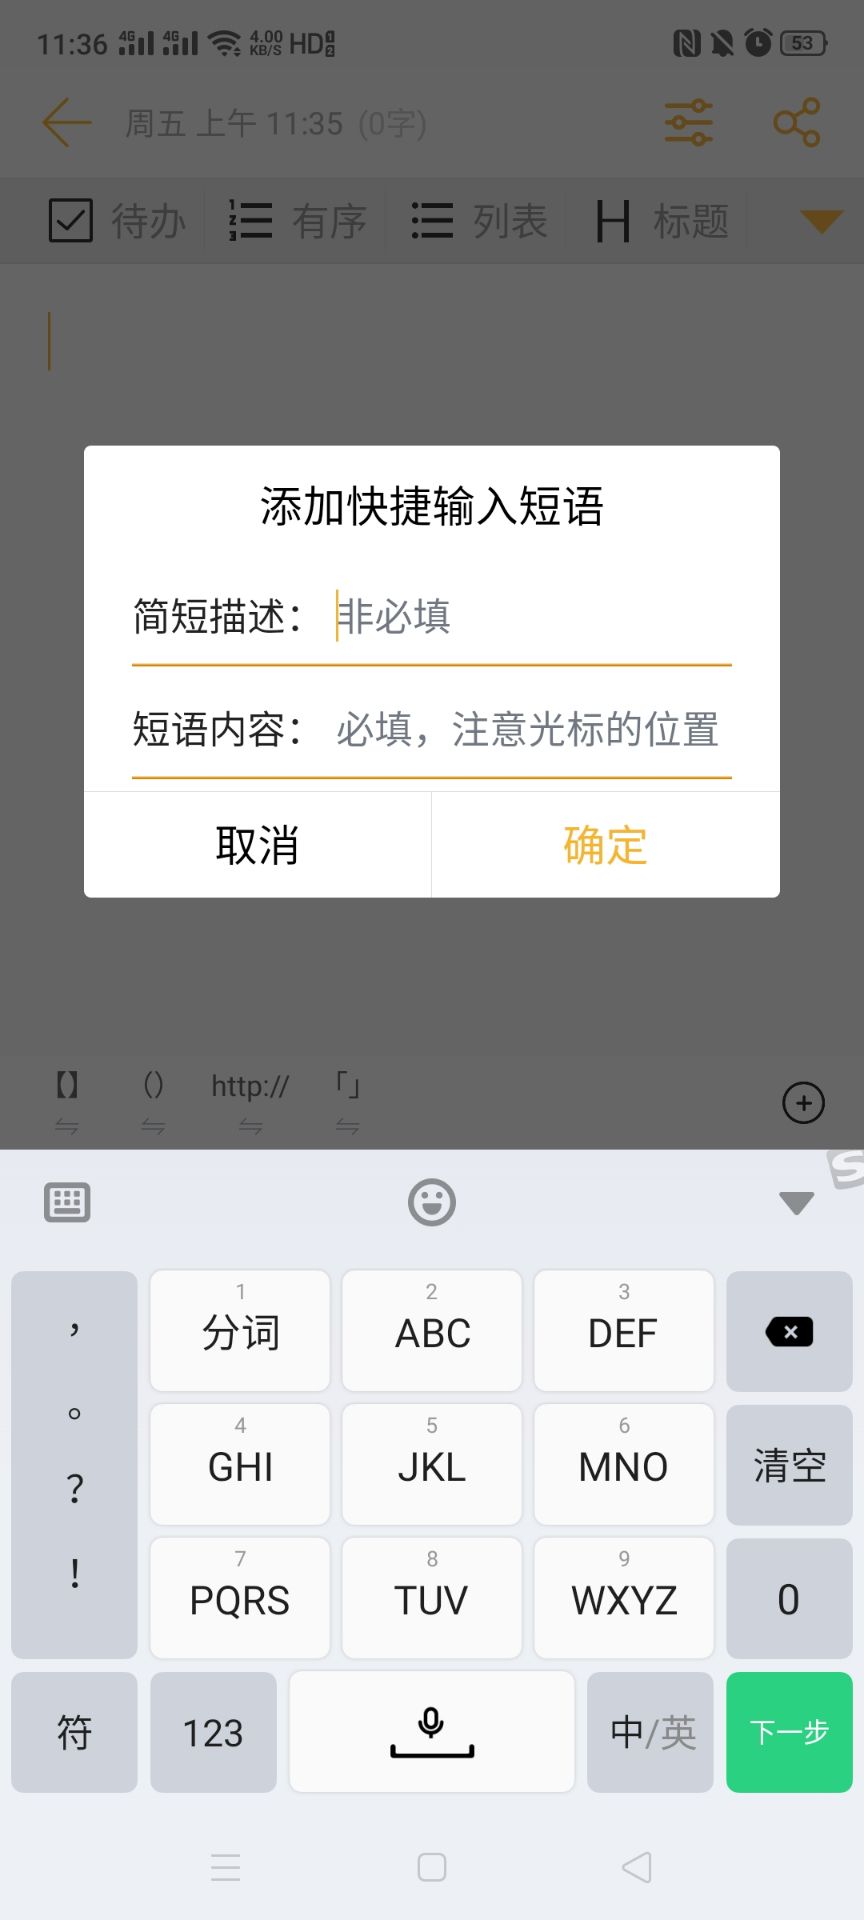 11:36 4G 4G 4.00 KB/S HD 1 2 53
周五 上午 11:35 (0字)
待办 有序 列表 H 标题
添加快捷输入短语
简短描述： 非必填
短语内容： 必填，注意光标的位置
取消 确定
【】 （） http:// 「」
， 1 分词 2 ABC 3 DEF
。 4 GHI 5 JKL 6 MNO 清空
？ 7 PQRS 8 TUV 9 WXYZ 0
！
符 123 中/英 下一步